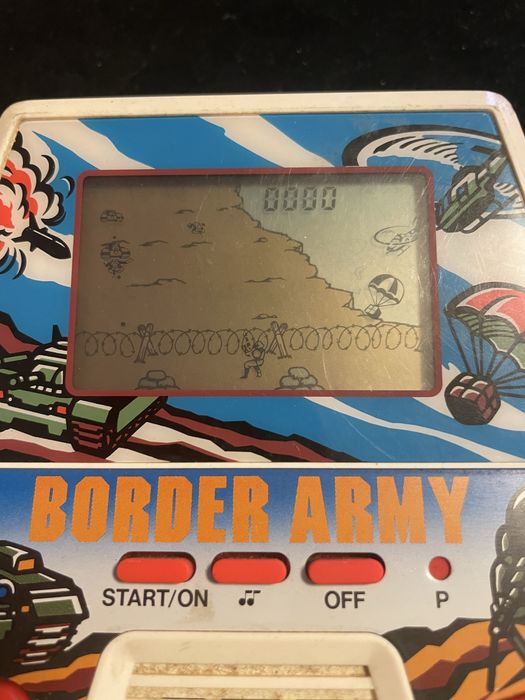 0000
BORDER ARMY
START/ON ♫ OFF P